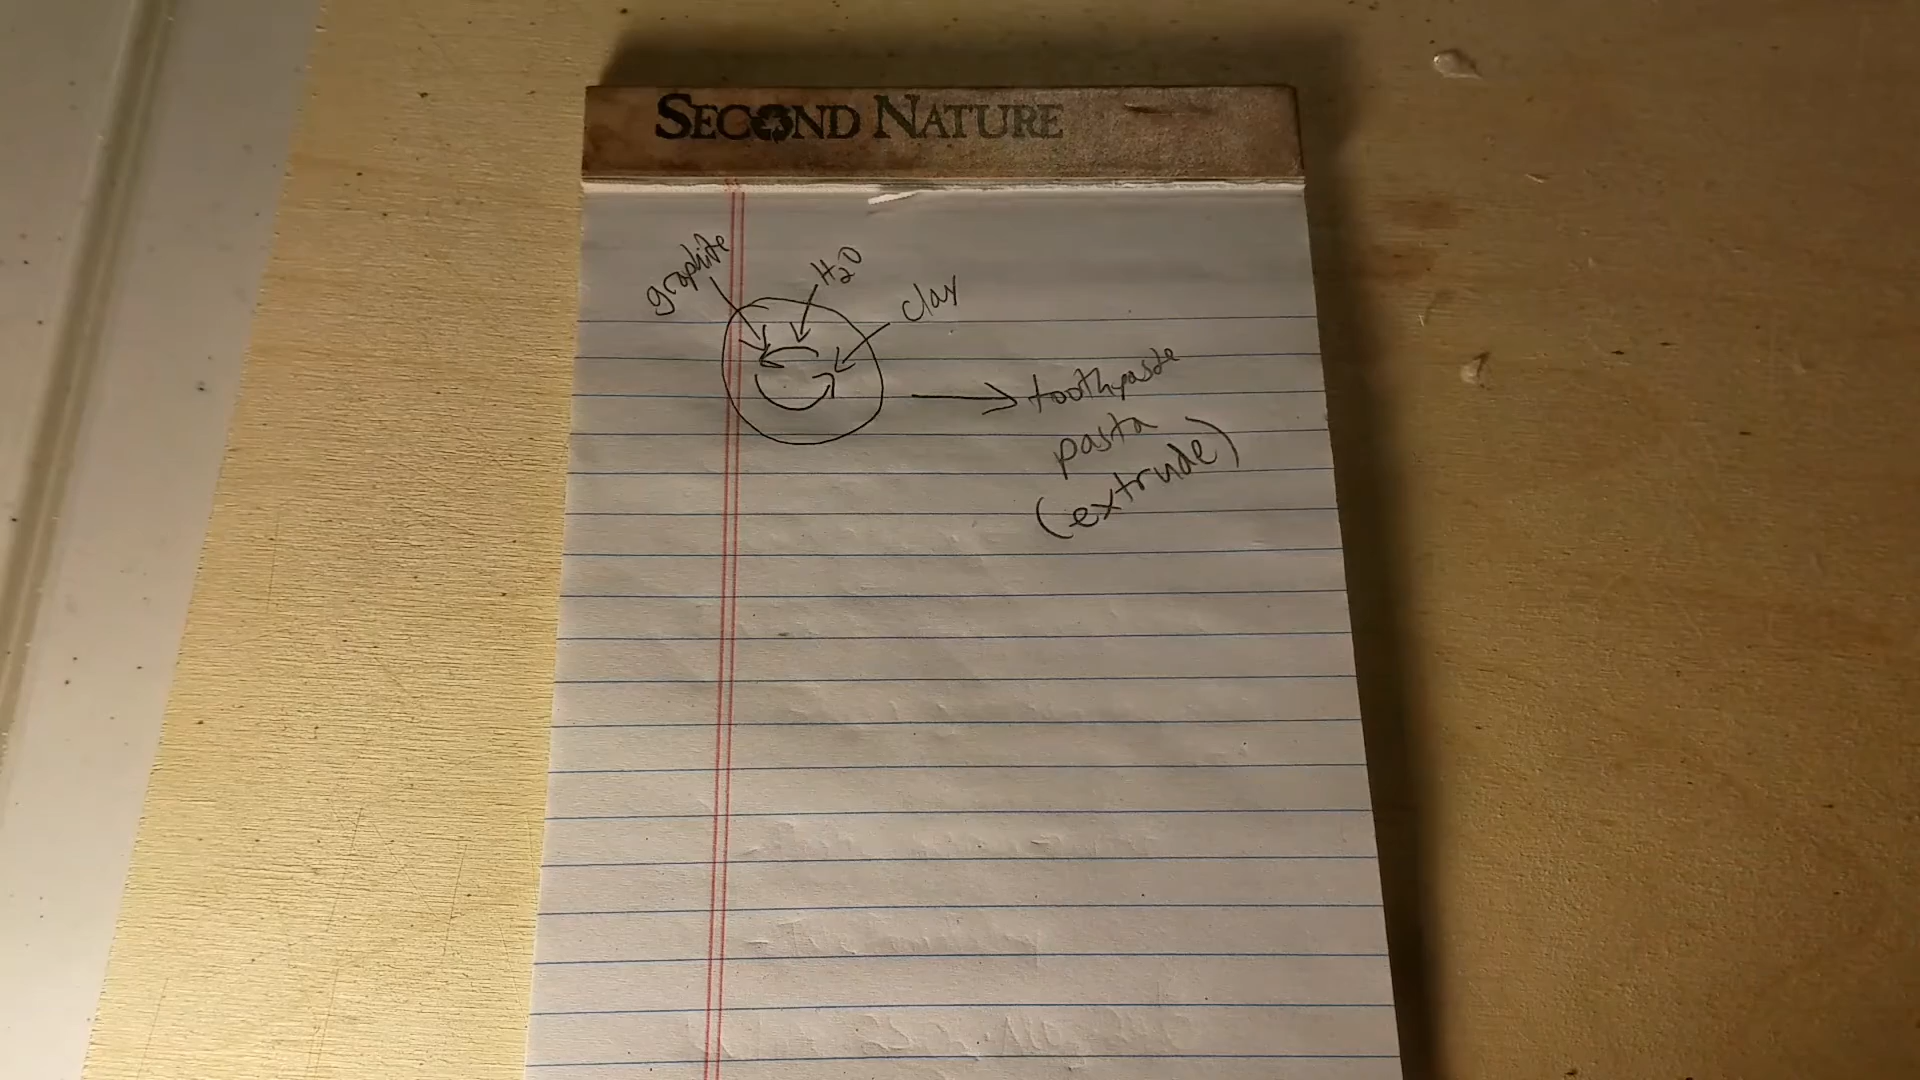 SECOND NATURE
graphite
H₂O
clay
toothpaste
pasta
(extrude)